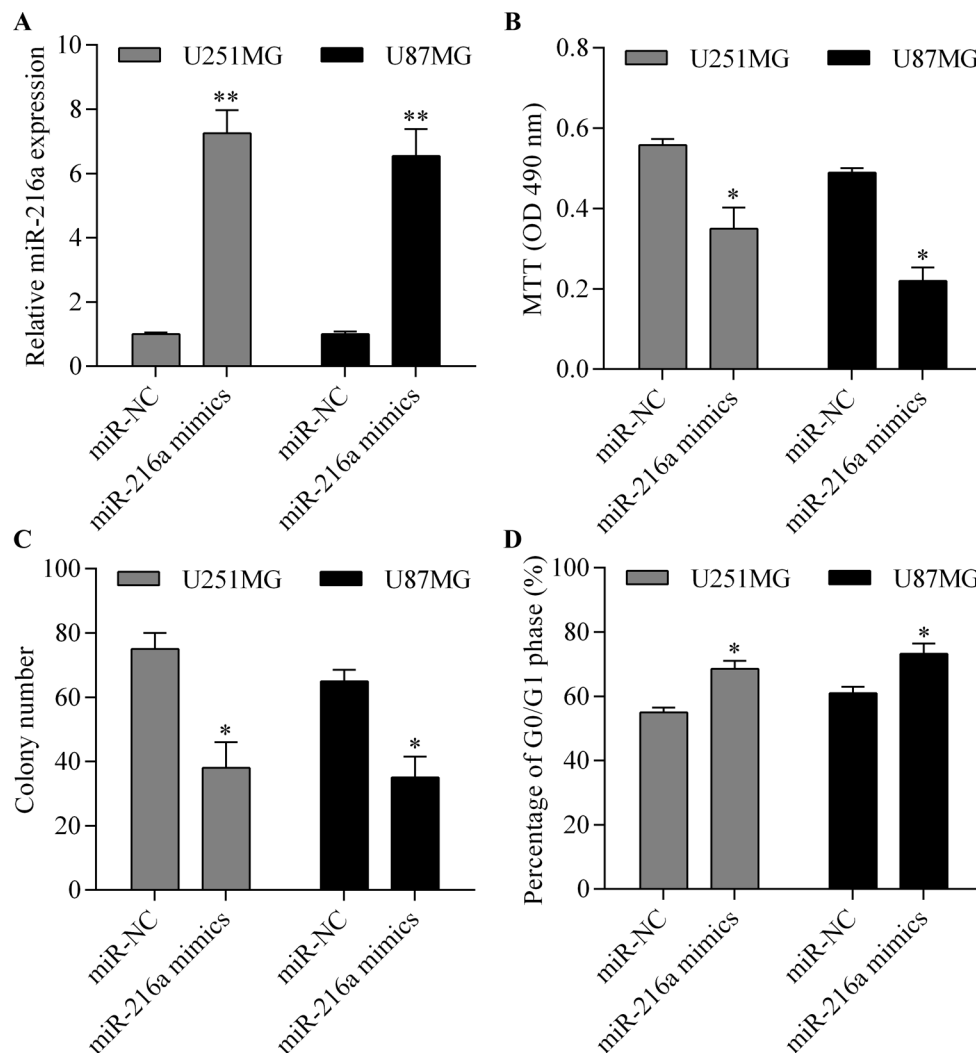 A
Relative miR-216a expression
10
8
6
4
2
0
U251MG U87MG
** **
miR-NC miR-216a mimics miR-NC miR-216a mimics
B
MTT (OD 490 nm)
0.8
0.6
0.4
0.2
0.0
U251MG U87MG
* *
miR-NC miR-216a mimics miR-NC miR-216a mimics
C
Colony number
100
80
60
40
20
0
U251MG U87MG
* *
miR-NC miR-216a mimics miR-NC miR-216a mimics
D
Percentage of G0/G1 phase (%)
100
80
60
40
20
0
U251MG U87MG
* *
miR-NC miR-216a mimics miR-NC miR-216a mimics